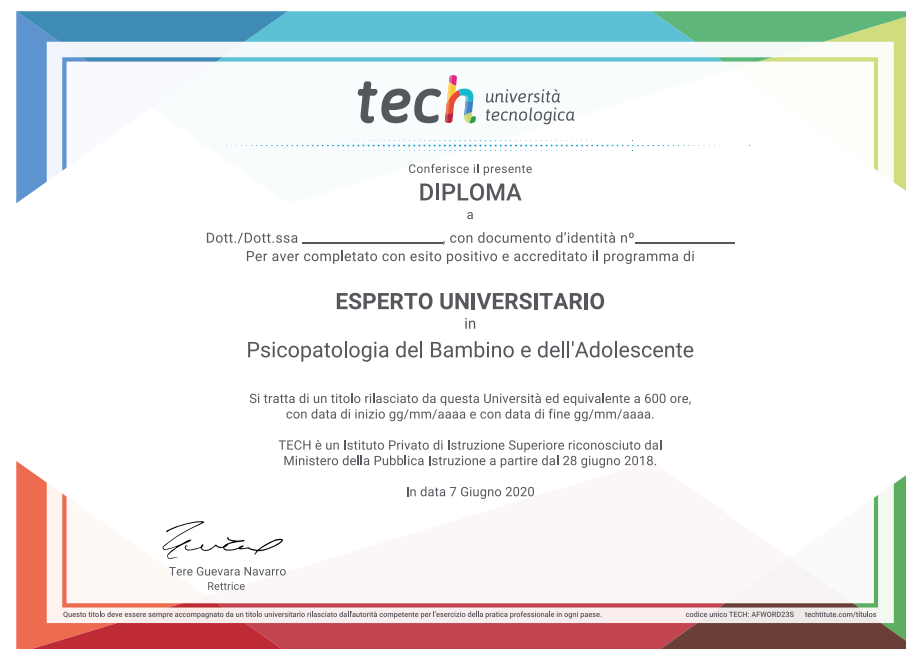 tech università
tecnologica
Conferisce il presente
DIPLOMA
a
Dott./Dott.ssa _________________, con documento d'identità nº____________
Per aver completato con esito positivo e accreditato il programma di
ESPERTO UNIVERSITARIO
in
Psicopatologia del Bambino e dell'Adolescente
Si tratta di un titolo rilasciato da questa Università ed equivalente a 600 ore,
con data di inizio gg/mm/aaaa e con data di fine gg/mm/aaaa.
TECH è un Istituto Privato di Istruzione Superiore riconosciuto dal
Ministero della Pubblica Istruzione a partire dal 28 giugno 2018.
In data 7 Giugno 2020
Tere Guevara Navarro
Rettrice
Questo titolo deve essere sempre accompagnato da un titolo universitario rilasciato dall'autorità competente per l'esercizio della pratica professionale in ogni paese. codice unico TECH: AFWORD23S techtitute.com/titulos